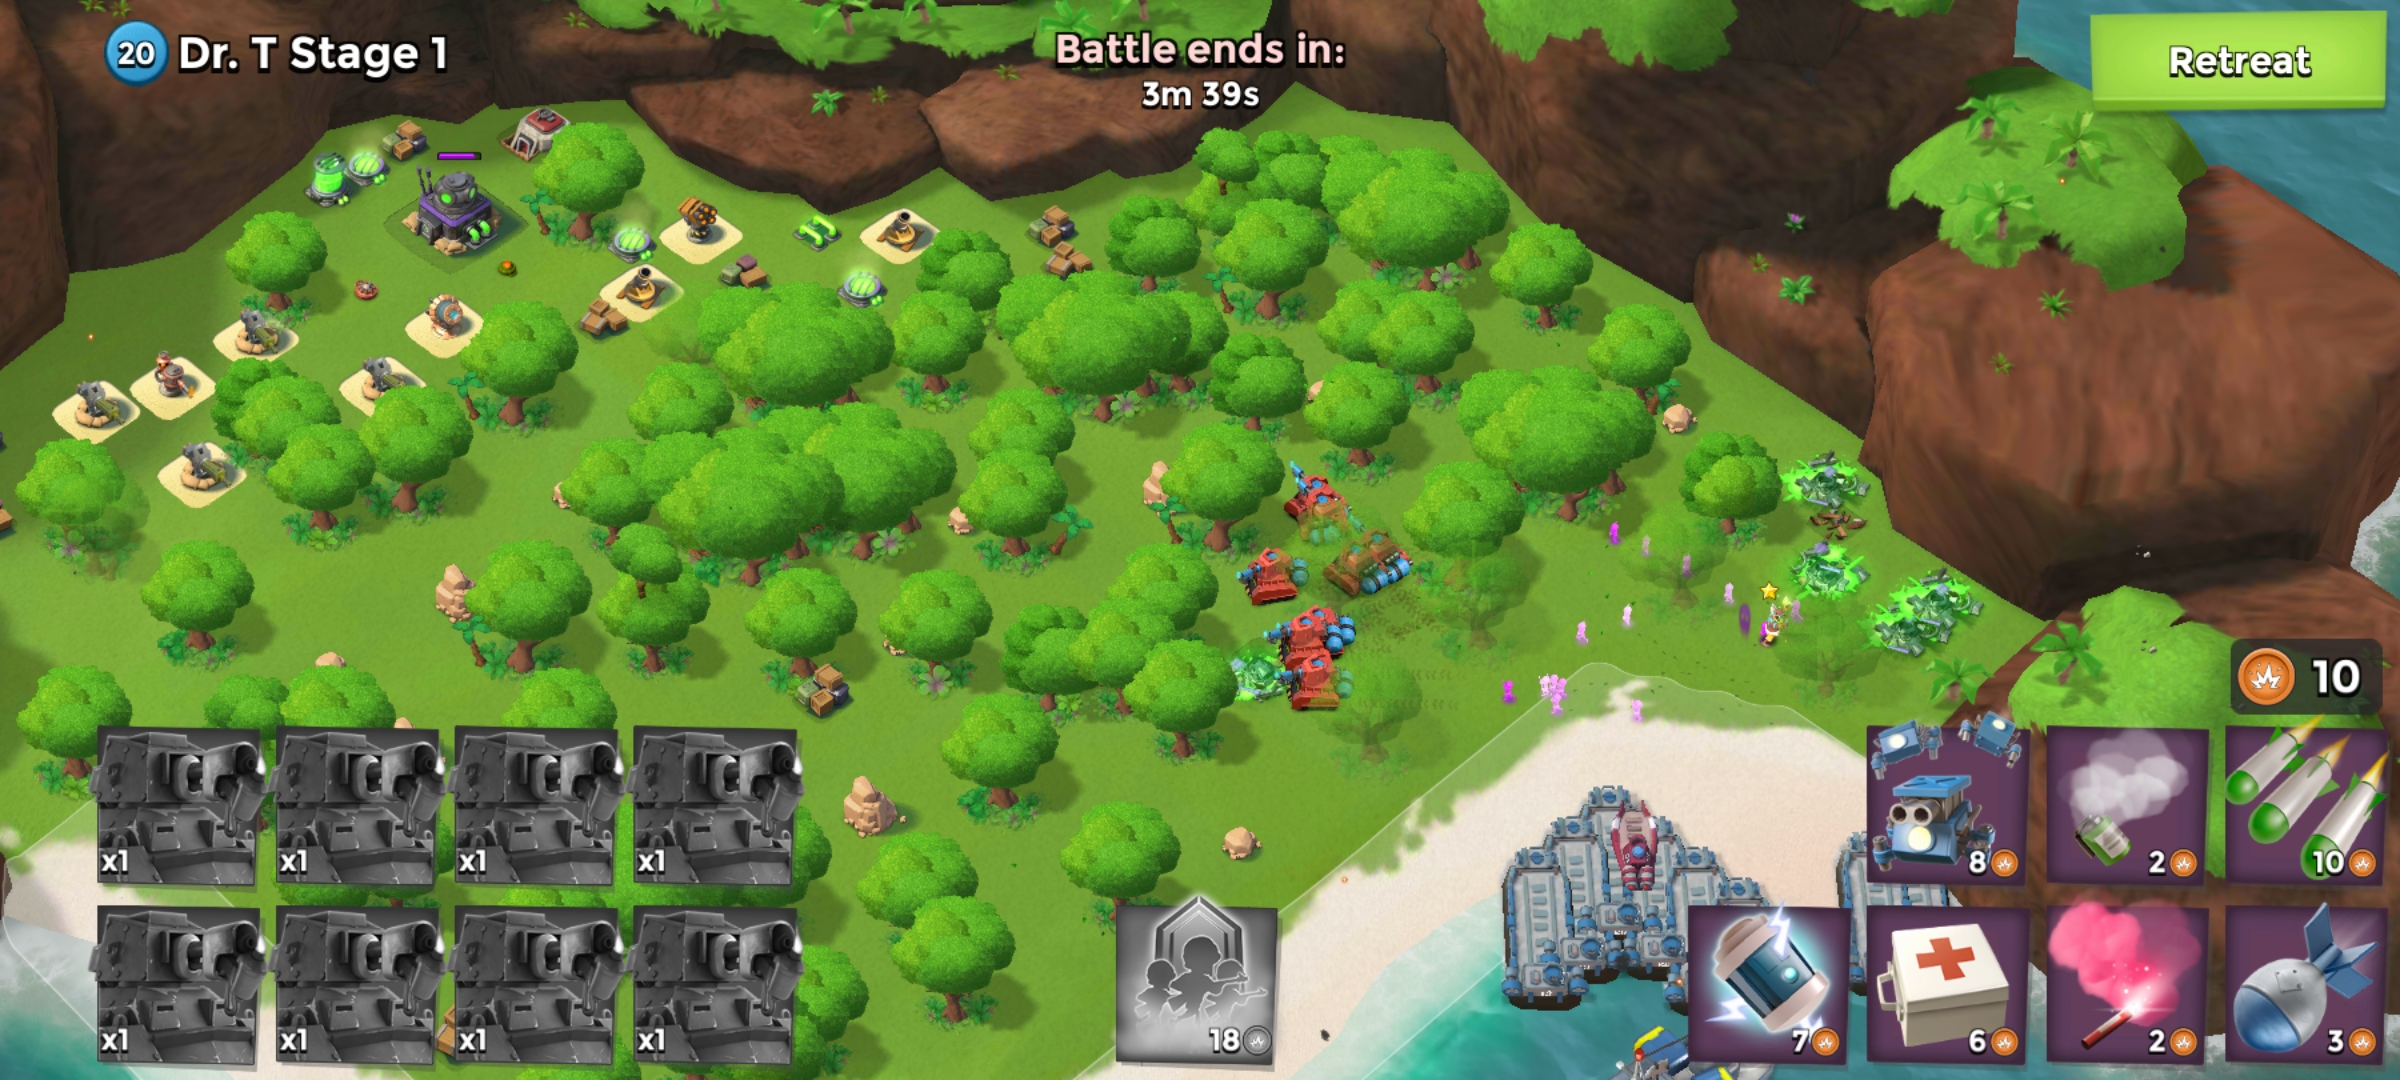 20 Dr. T Stage 1
Battle ends in:
3m 39s
Retreat
10
8
2
10
x1
x1
x1
x1
x1
x1
x1
x1
18
7
6
2
3